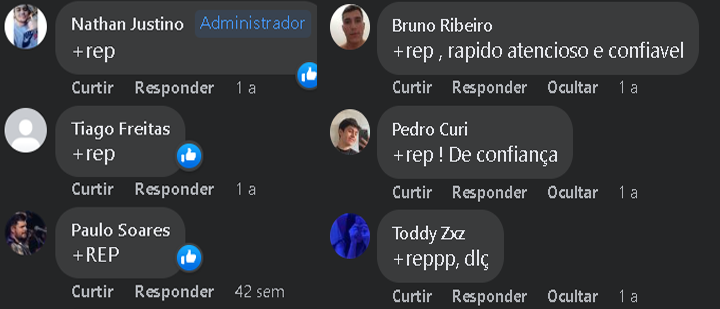 Nathan Justino Administrador
+rep
Curtir Responder 1 a
Tiago Freitas
+rep
Curtir Responder 1 a
Paulo Soares
+REP
Curtir Responder 42 sem
Bruno Ribeiro
+rep , rapido atencioso e confiavel
Curtir Responder Ocultar 1 a
Pedro Curi
+rep ! De confiança
Curtir Responder Ocultar 1 a
Toddy Zxz
+reppp, dlç
Curtir Responder Ocultar 1 a